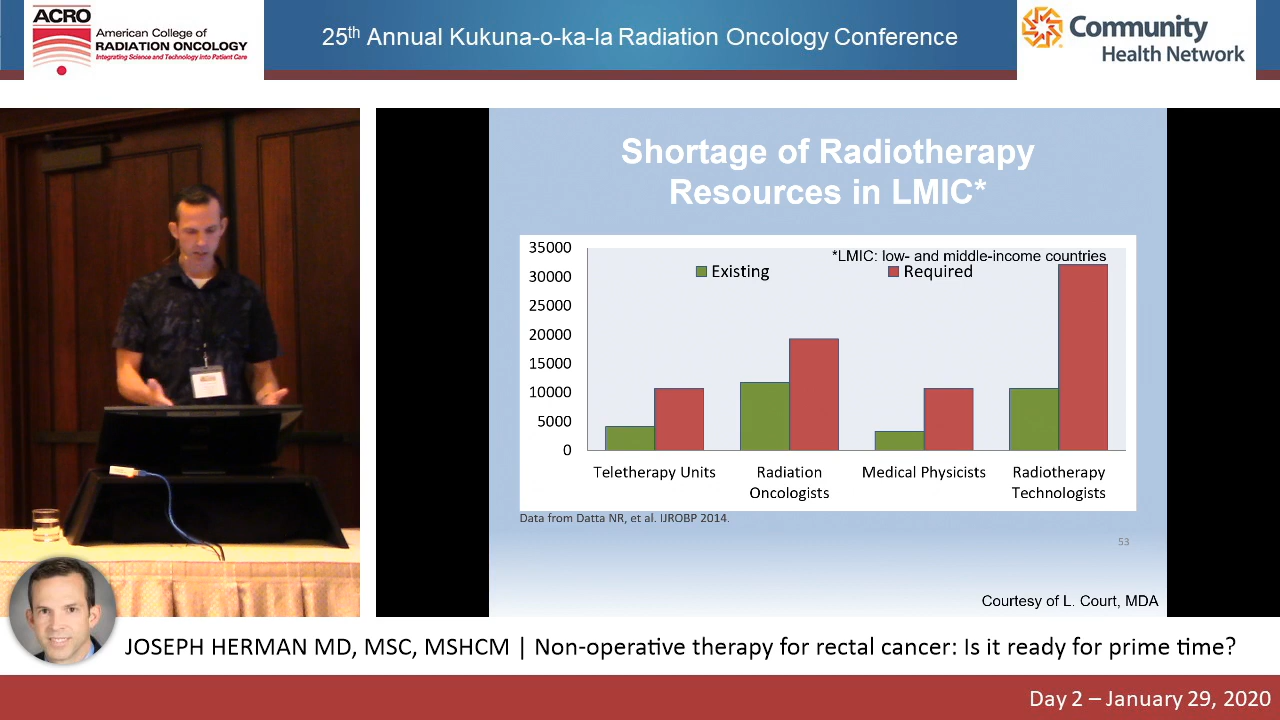 ACRO
American College of
RADIATION ONCOLOGY
Integrating Science and Technology Into Patient Care
25th Annual Kukuna-o-ka-la Radiation Oncology Conference
Community
Health Network
Shortage of Radiotherapy
Resources in LMIC*
*LMIC: low- and middle-income countries
Existing
Required
35000
30000
25000
20000
15000
10000
5000
0
Teletherapy Units
Radiation
Oncologists
Medical Physicists
Radiotherapy
Technologists
Data from Datta NR, et al. IJROBP 2014.
53
Courtesy of L. Court, MDA
JOSEPH HERMAN MD, MSC, MSHCM | Non-operative therapy for rectal cancer: Is it ready for prime time?
Day 2 – January 29, 2020